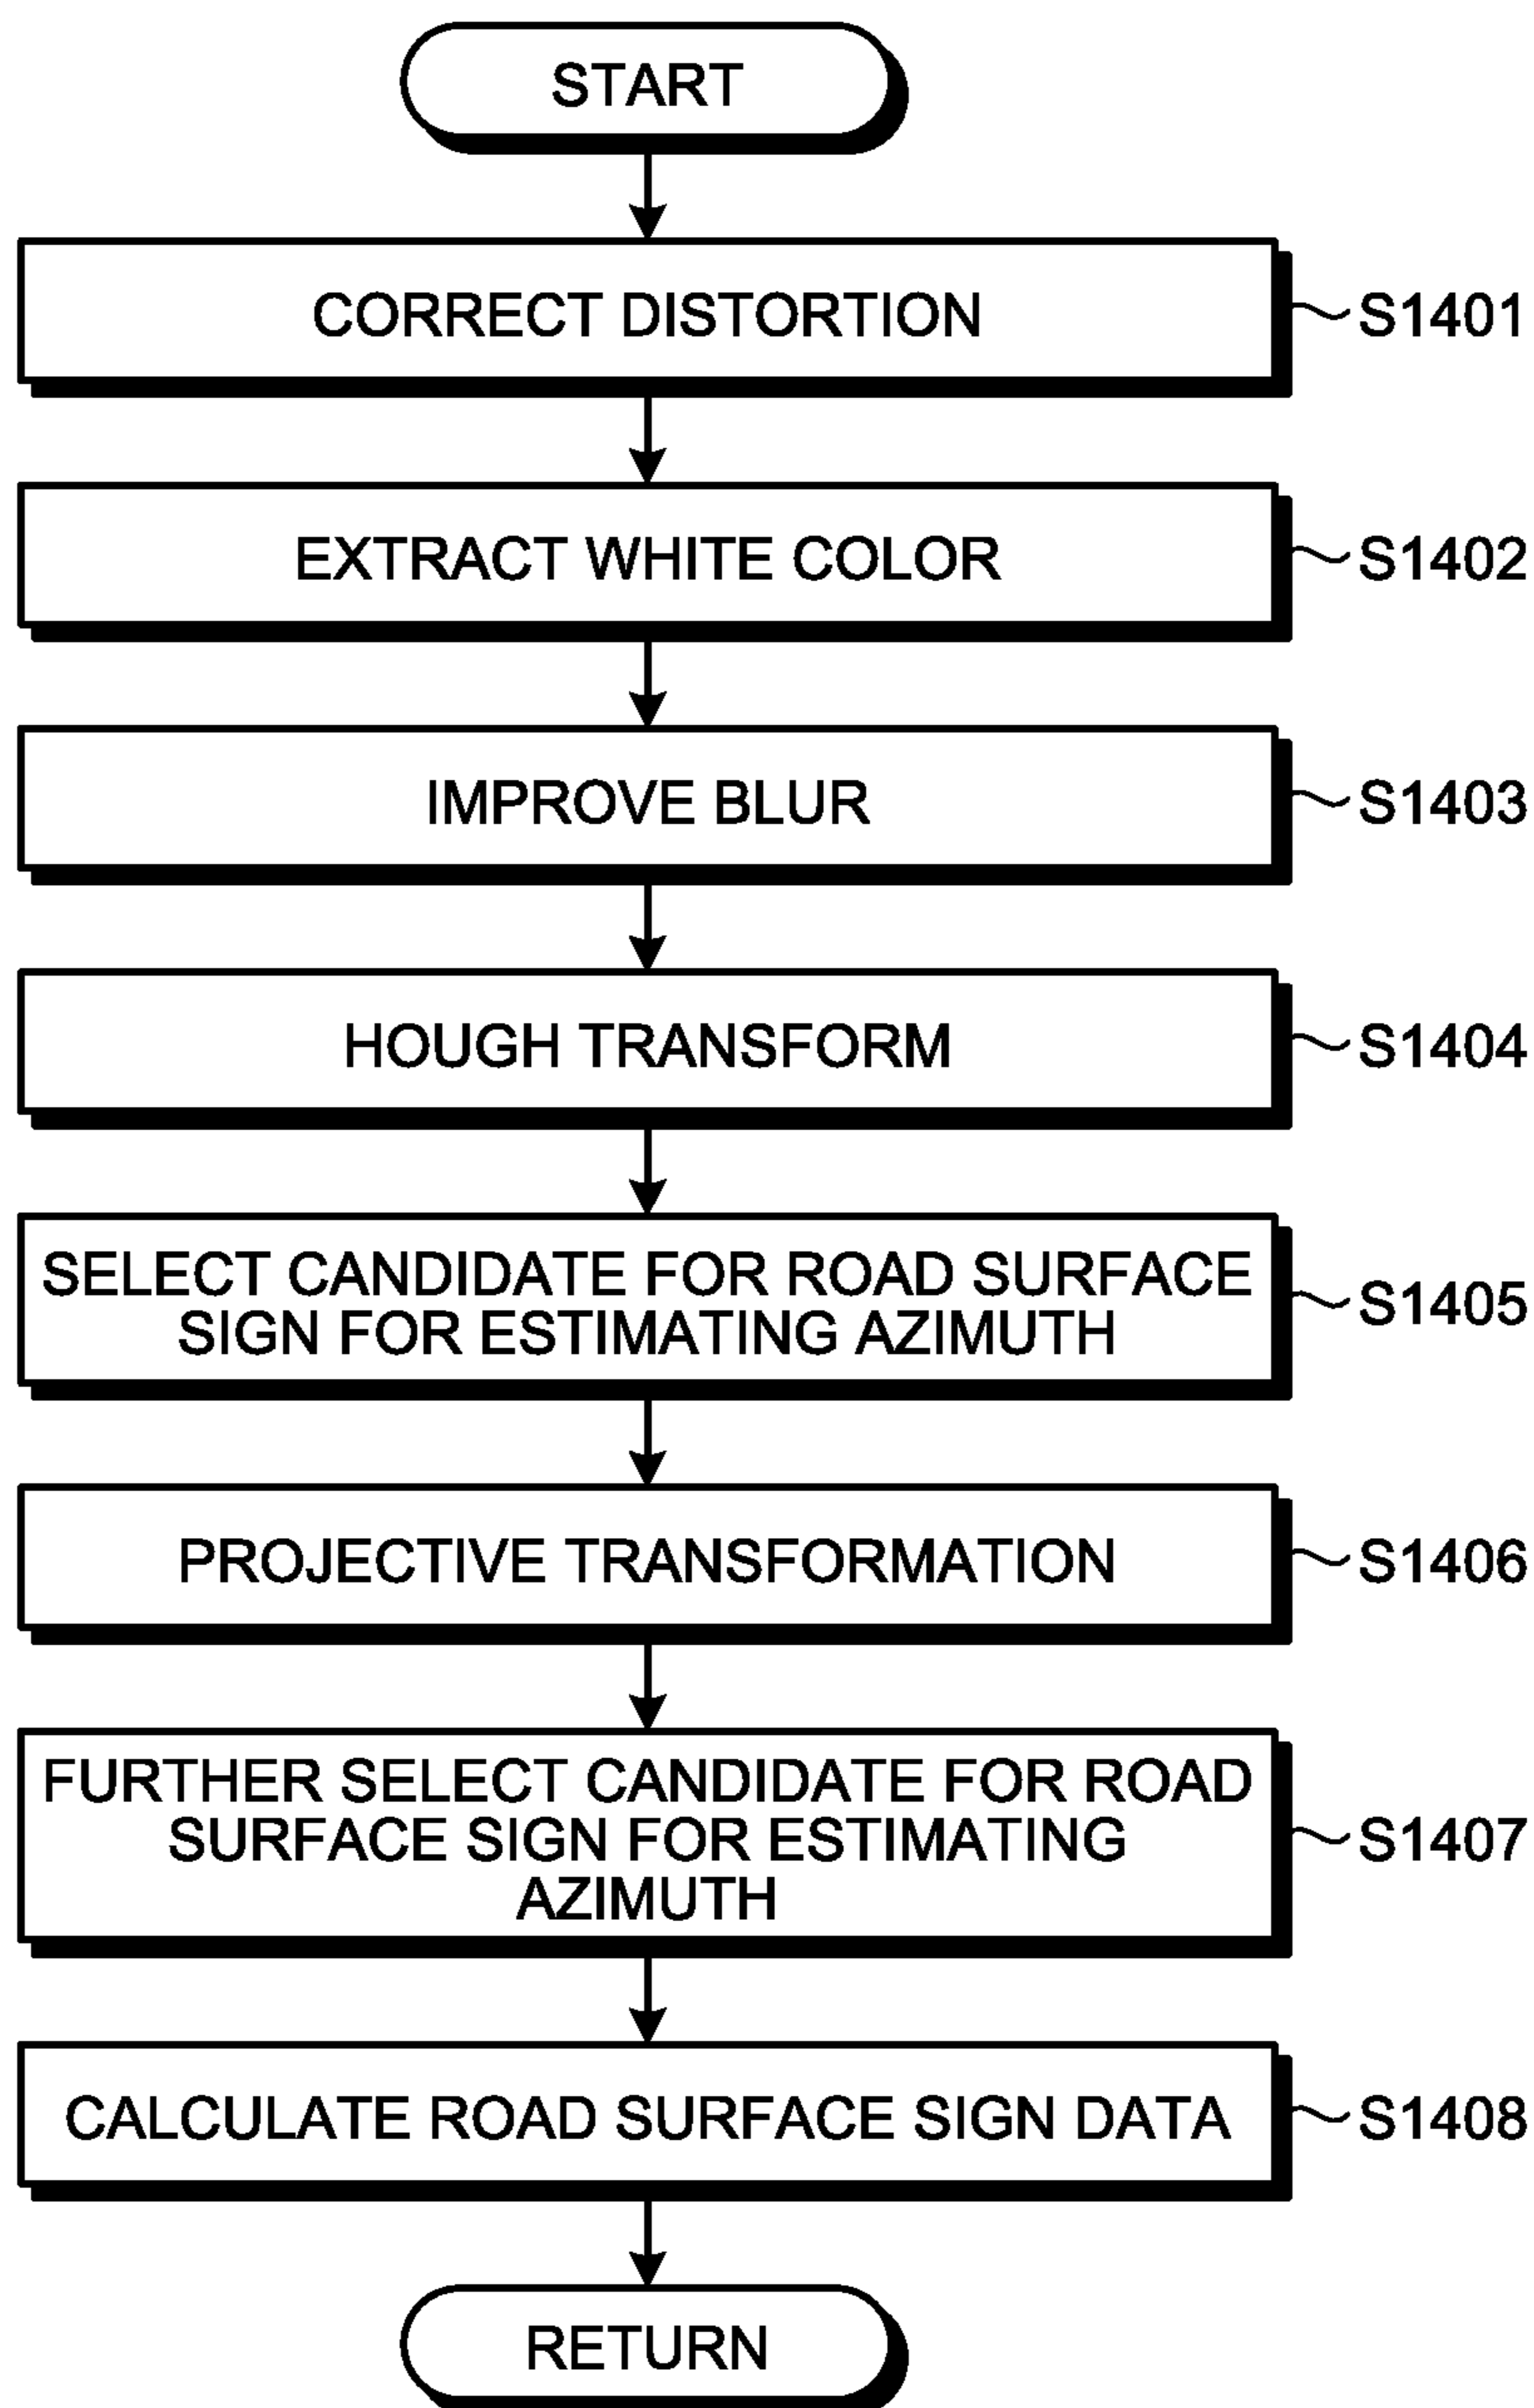 START
CORRECT DISTORTION
S1401
EXTRACT WHITE COLOR
S1402
IMPROVE BLUR
S1403
HOUGH TRANSFORM
S1404
SELECT CANDIDATE FOR ROAD SURFACE
SIGN FOR ESTIMATING AZIMUTH
S1405
PROJECTIVE TRANSFORMATION
S1406
FURTHER SELECT CANDIDATE FOR ROAD
SURFACE SIGN FOR ESTIMATING
AZIMUTH
S1407
CALCULATE ROAD SURFACE SIGN DATA
S1408
RETURN